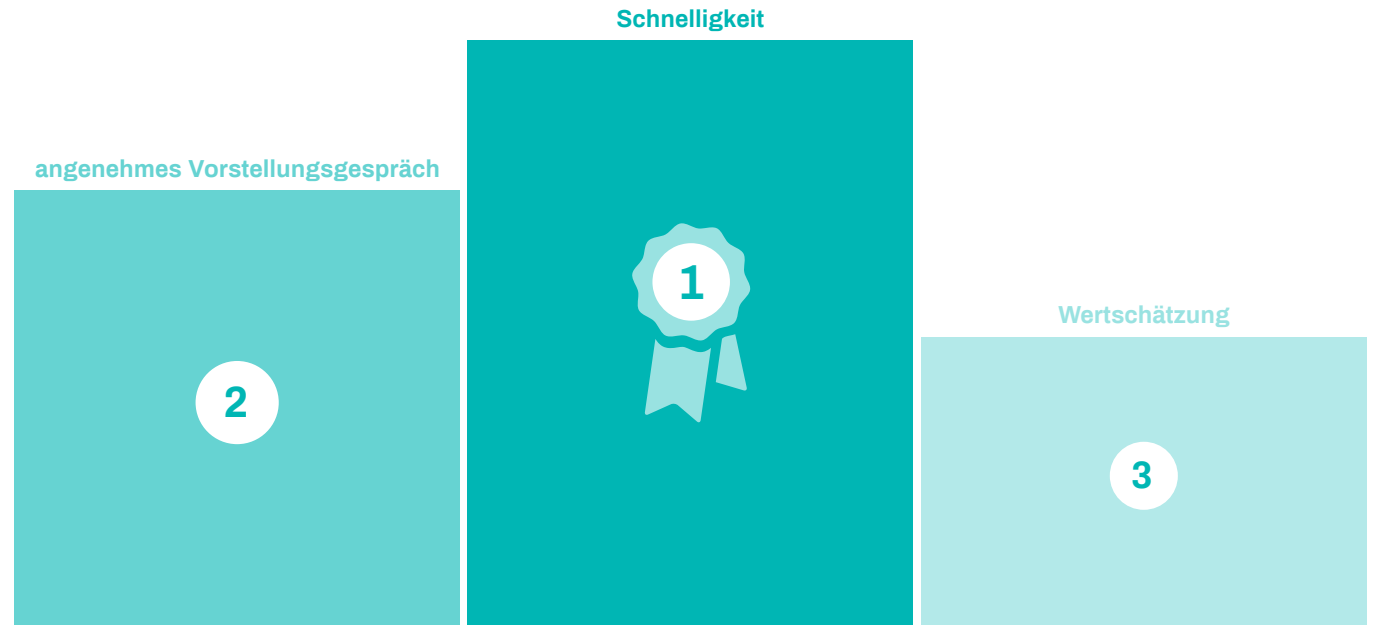 Schnelligkeit
angenehmes Vorstellungsgespräch
Wertschätzung
1
2
3